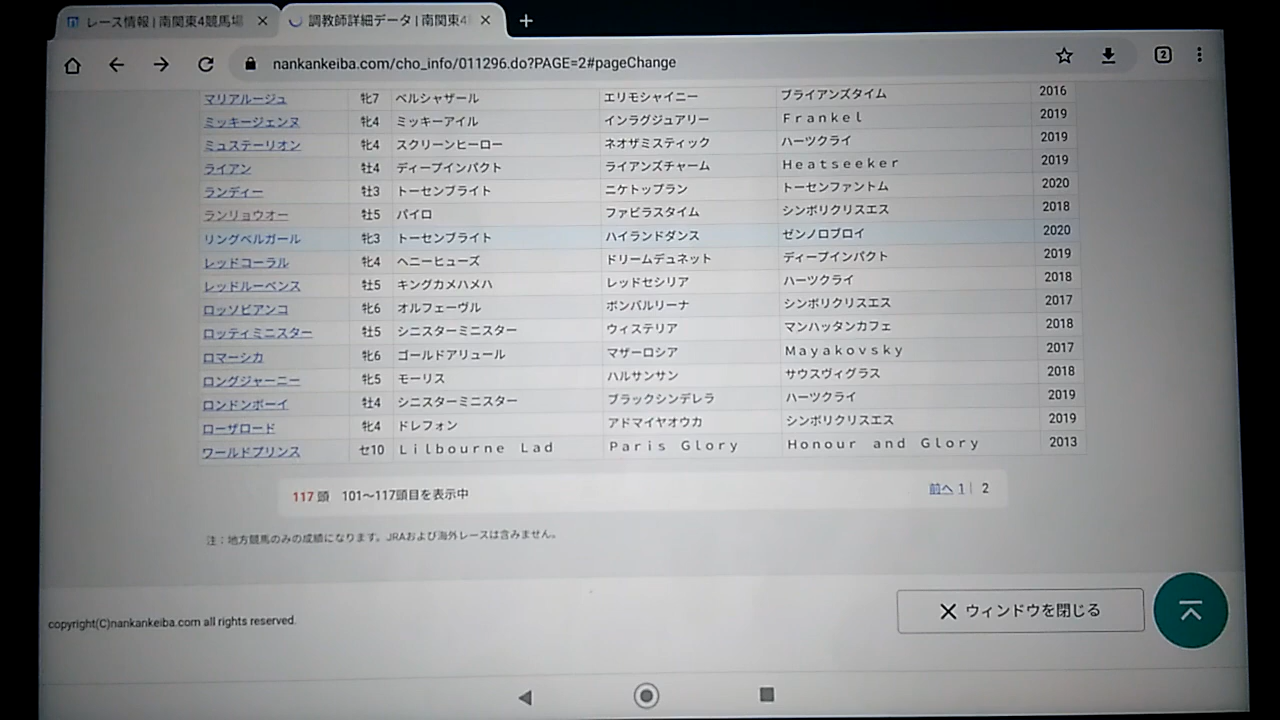 レース情報 | 南関東4競馬場
調教師詳細データ | 南関東4
nankankeiba.com/cho_info/011296.do?PAGE=2#pageChange
2
マリアルージュ 牝7 ベルシャザール エリモシャイニー ブライアンズタイム 2016
ミッキージェンヌ 牝4 ミッキーアイル インラグジュアリー Ｆｒａｎｋｅｌ 2019
ミュステーリオン 牝4 スクリーンヒーロー ネオザミスティック ハーツクライ 2019
ライアン 牡4 ディープインパクト ライアンズチャーム Ｈｅａｔｓｅｅｋｅｒ 2019
ランディー 牡3 トーセンブライト ニケトップラン トーセンファントム 2020
ランリョウオー 牡5 パイロ ファビラスタイム シンボリクリスエス 2018
リングベルガール 牝3 トーセンブライト ハイランドダンス ゼンノロブロイ 2020
レッドコーラル 牝4 ヘニーヒューズ ドリームデュネット ディープインパクト 2019
レッドルーベンス 牡5 キングカメハメハ レッドセシリア ハーツクライ 2018
ロッソビアンコ 牝6 オルフェーヴル ボンバルリーナ シンボリクリスエス 2017
ロッティミニスター 牡5 シニスターミニスター ウィステリア マンハッタンカフェ 2018
ロマーシカ 牝6 ゴールドアリュール マザーロシア Ｍａｙａｋｏｖｓｋｙ 2017
ロングジャーニー 牝5 モーリス ハルサンサン サウスヴィグラス 2018
ロンドンボーイ 牡4 シニスターミニスター ブラックシンデレラ ハーツクライ 2019
ローザロード 牝4 ドレフォン アドマイヤオウカ シンボリクリスエス 2019
ワールドプリンス セ10 Ｌｉｌｂｏｕｒｎｅ Ｌａｄ Ｐａｒｉｓ Ｇｌｏｒｙ Ｈｏｎｏｕｒ ａｎｄ Ｇｌｏｒｙ 2013
117 頭 101～117頭目を表示中 前へ 1 | 2
注：地方競馬のみの成績になります。JRAおよび海外レースは含みません。
ウィンドウを閉じる
copyright(C)nankankeiba.com all rights reserved.